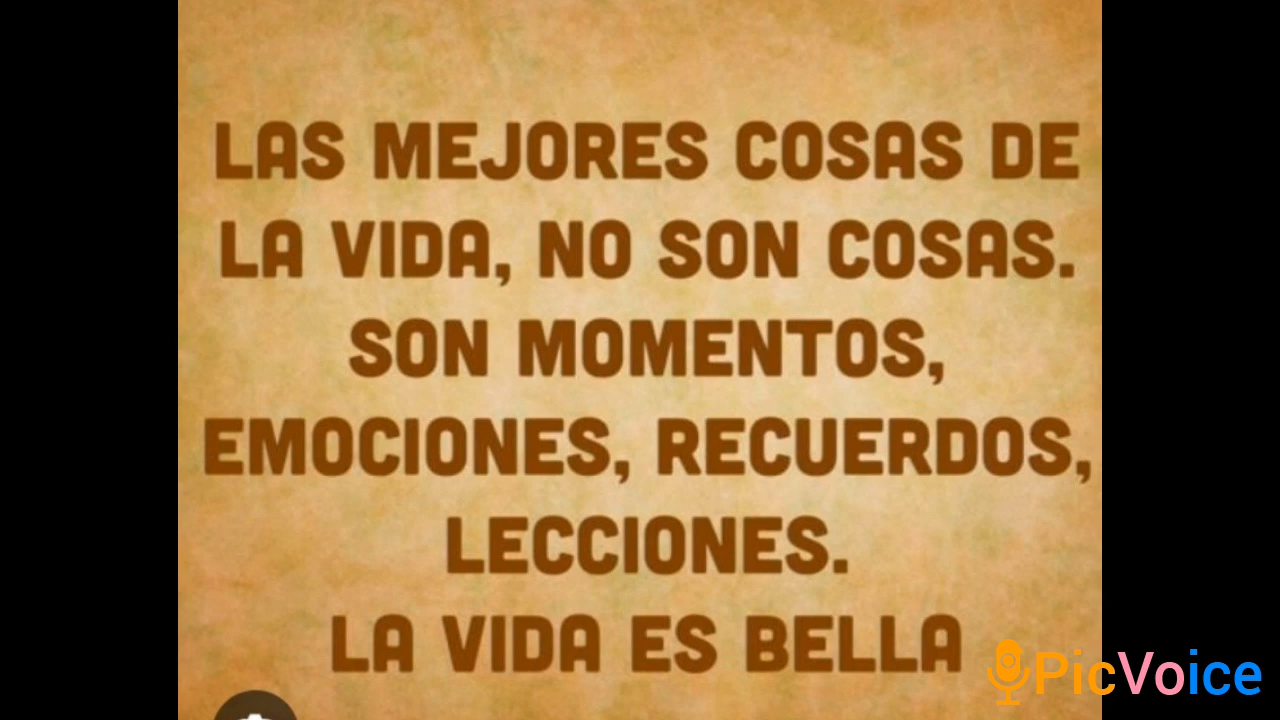 LAS MEJORES COSAS DE
LA VIDA, NO SON COSAS.
SON MOMENTOS,
EMOCIONES, RECUERDOS,
LECCIONES.
LA VIDA ES BELLA
PicVoice